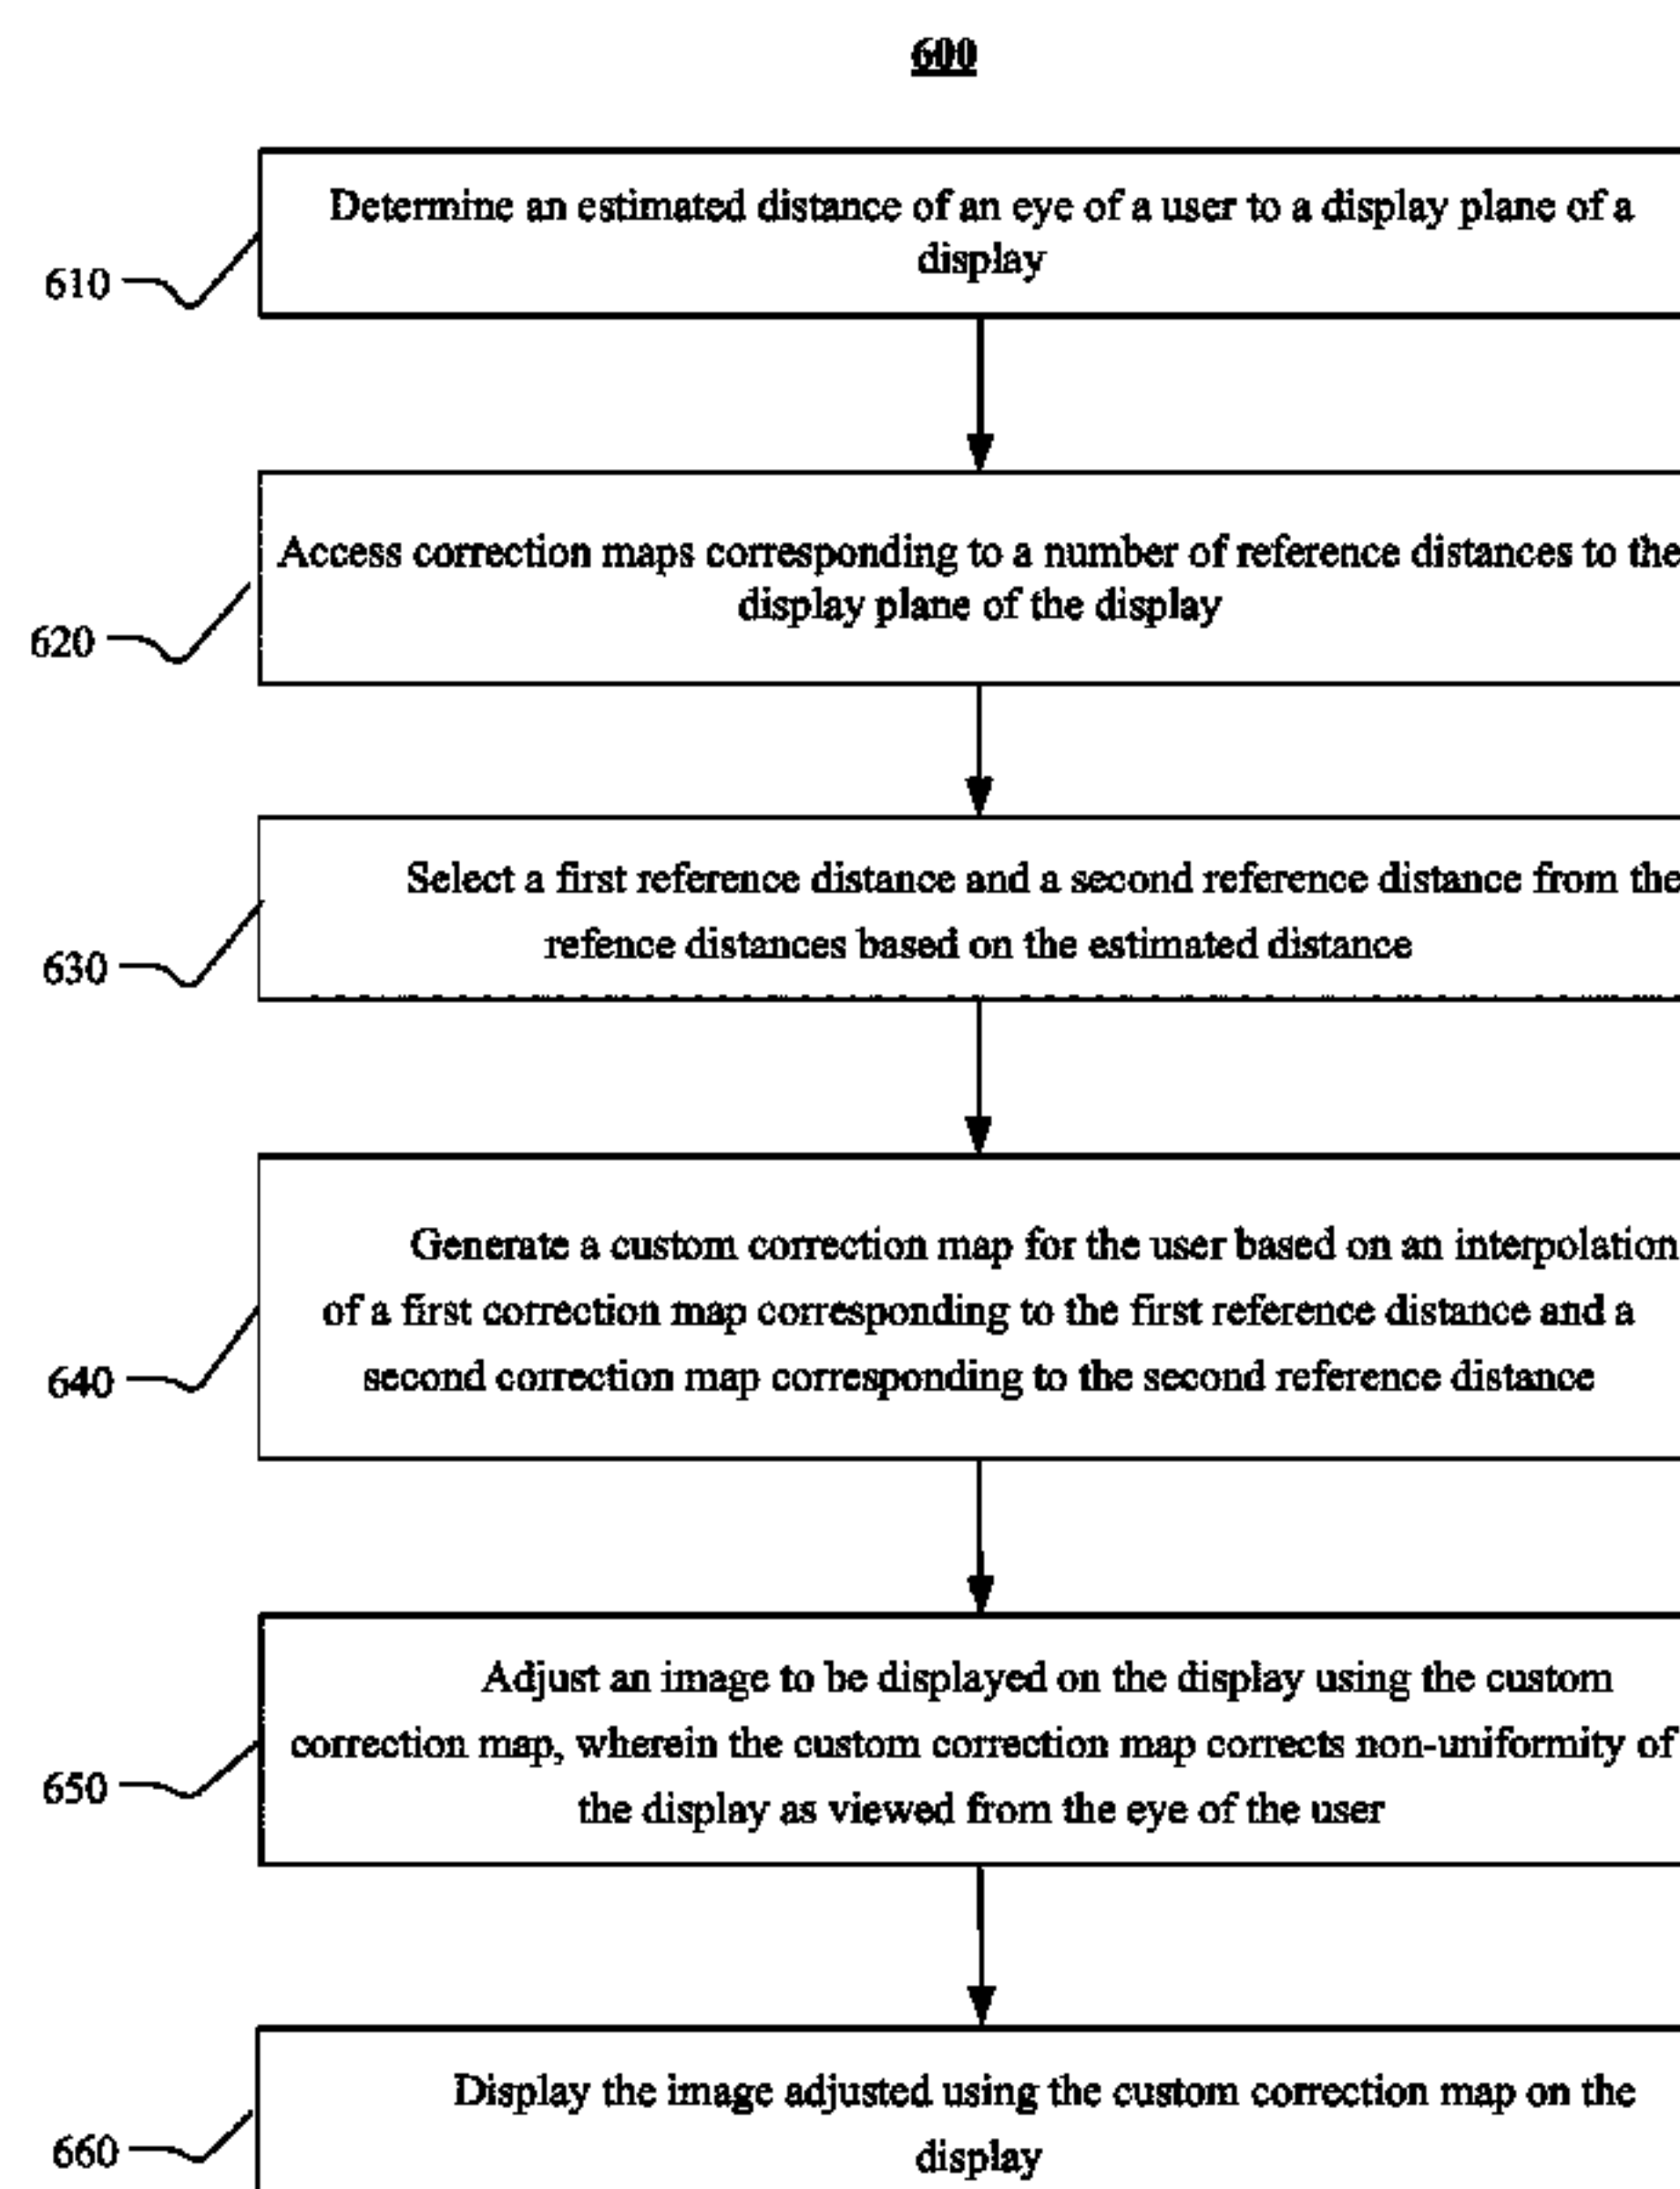 600
Determine an estimated distance of an eye of a user to a display plane of a
display
610
Access correction maps corresponding to a number of reference distances to the
display plane of the display
620
Select a first reference distance and a second reference distance from the
refence distances based on the estimated distance
630
Generate a custom correction map for the user based on an interpolation
of a first correction map corresponding to the first reference distance and a
second correction map corresponding to the second reference distance
640
Adjust an image to be displayed on the display using the custom
correction map, wherein the custom correction map corrects non-uniformity of
the display as viewed from the eye of the user
650
Display the image adjusted using the custom correction map on the
display
660